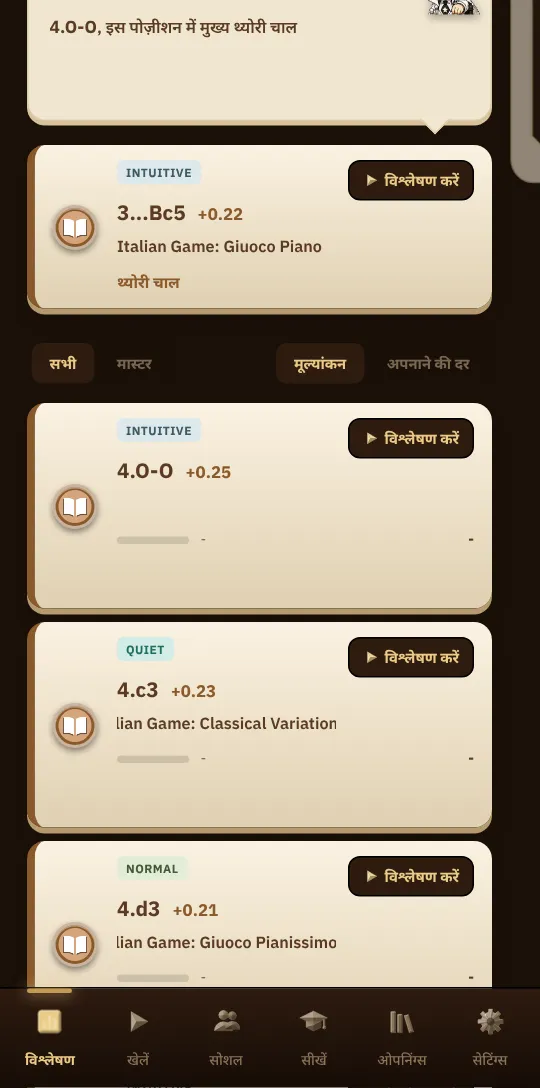 4.O-O, इस पोज़ीशन में मुख्य थ्योरी चाल
INTUITIVE
विश्लेषण करें
3...Bc5 +0.22
Italian Game: Giuoco Piano
थ्योरी चाल
सभी मास्टर मूल्यांकन अपनाने की दर
INTUITIVE
विश्लेषण करें
4.O-O +0.25
- -
QUIET
विश्लेषण करें
4.c3 +0.23
lian Game: Classical Variation
- -
NORMAL
विश्लेषण करें
4.d3 +0.21
lian Game: Giuoco Pianissimo
- -
विश्लेषण खेलें सोशल सीखें ओपनिंग्स सेटिंग्स